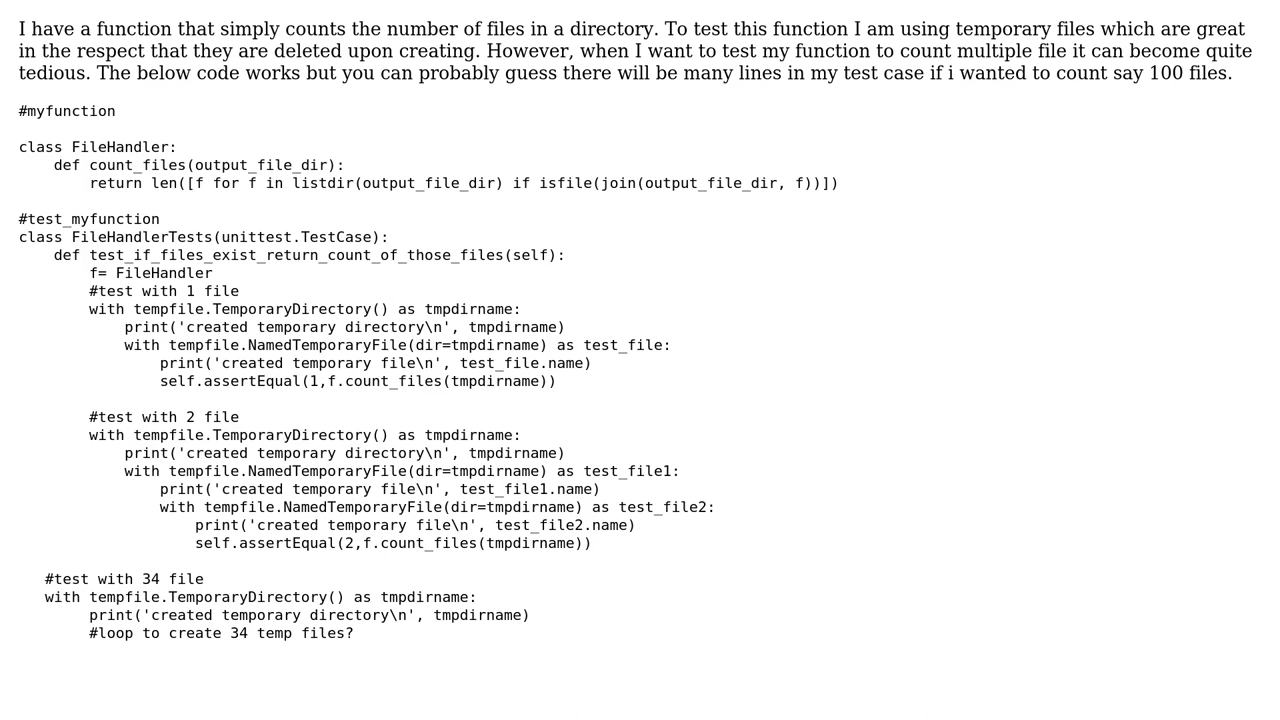 I have a function that simply counts the number of files in a directory. To test this function I am using temporary files which are great
in the respect that they are deleted upon creating. However, when I want to test my function to count multiple file it can become quite
tedious. The below code works but you can probably guess there will be many lines in my test case if i wanted to count say 100 files.
#myfunction
class FileHandler:
    def count_files(output_file_dir):
        return len([f for f in listdir(output_file_dir) if isfile(join(output_file_dir, f))])
#test_myfunction
class FileHandlerTests(unittest.TestCase):
    def test_if_files_exist_return_count_of_those_files(self):
        f= FileHandler
        #test with 1 file
        with tempfile.TemporaryDirectory() as tmpdirname:
            print('created temporary directory\n', tmpdirname)
            with tempfile.NamedTemporaryFile(dir=tmpdirname) as test_file:
                print('created temporary file\n', test_file.name)
                self.assertEqual(1,f.count_files(tmpdirname))
        #test with 2 file
        with tempfile.TemporaryDirectory() as tmpdirname:
            print('created temporary directory\n', tmpdirname)
            with tempfile.NamedTemporaryFile(dir=tmpdirname) as test_file1:
                print('created temporary file\n', test_file1.name)
                with tempfile.NamedTemporaryFile(dir=tmpdirname) as test_file2:
                    print('created temporary file\n', test_file2.name)
                    self.assertEqual(2,f.count_files(tmpdirname))
   #test with 34 file
   with tempfile.TemporaryDirectory() as tmpdirname:
        print('created temporary directory\n', tmpdirname)
        #loop to create 34 temp files?